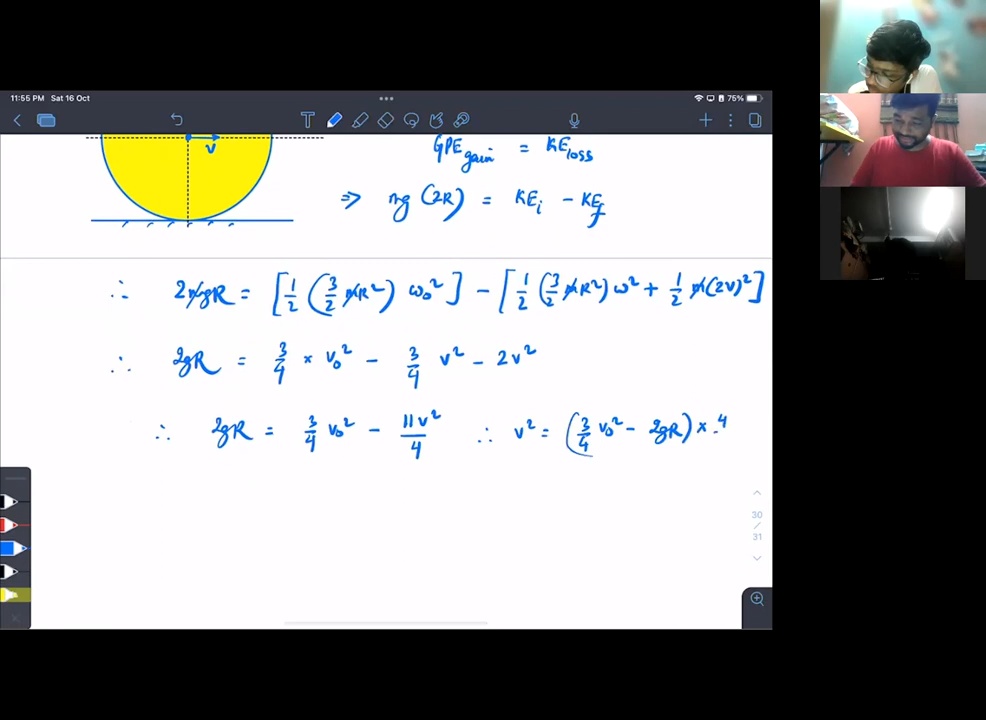 11:55 PM Sat 16 Oct
75%
v
GPE gain = KE loss
⇒ mg (2R) = KEi - KEf
∴ 2mgR = [1/2 (3/2 mR²) ω₀²] - [1/2 (3/2 mR²) ω² + 1/2 m(2v)²]
∴ 2gR = 3/4 × v₀² - 3/4 v² - 2v²
∴ 2gR = 3/4 v₀² - 11v²/4 ∴ v² = (3/4 v₀² - 2gR) × 4
30
/
31